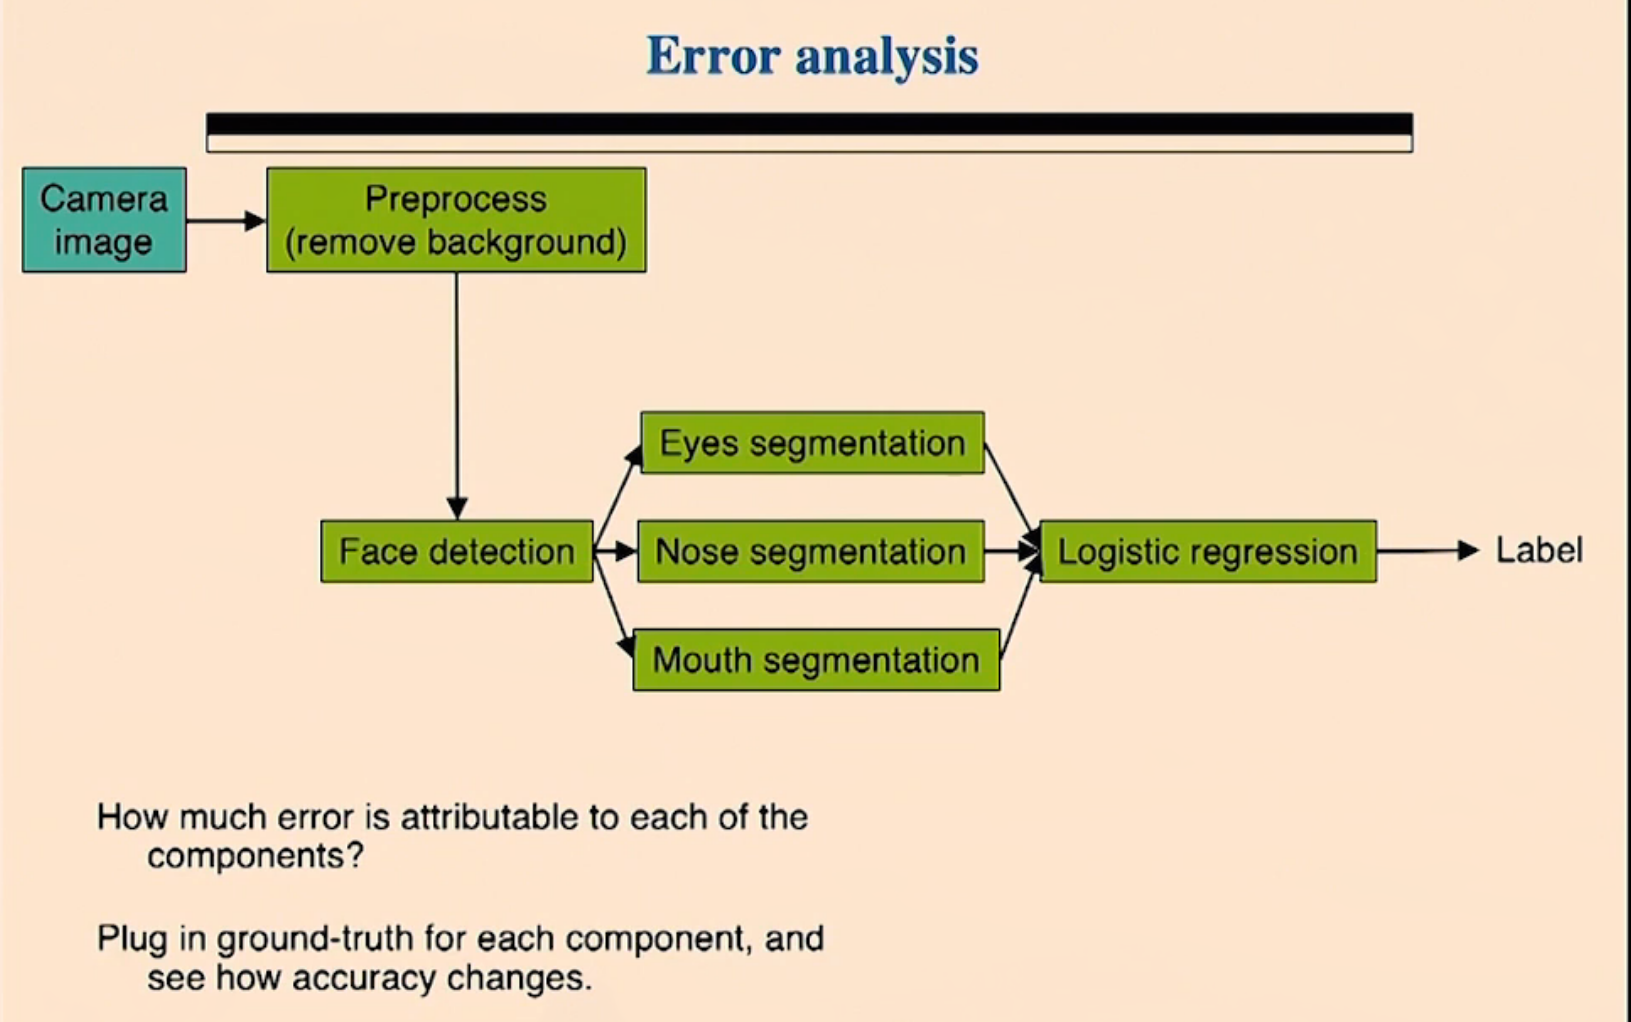 Error analysis
Camera
image
Preprocess
(remove background)
Eyes segmentation
Face detection
Nose segmentation
Logistic regression
Label
Mouth segmentation
How much error is attributable to each of the
components?
Plug in ground-truth for each component, and
see how accuracy changes.